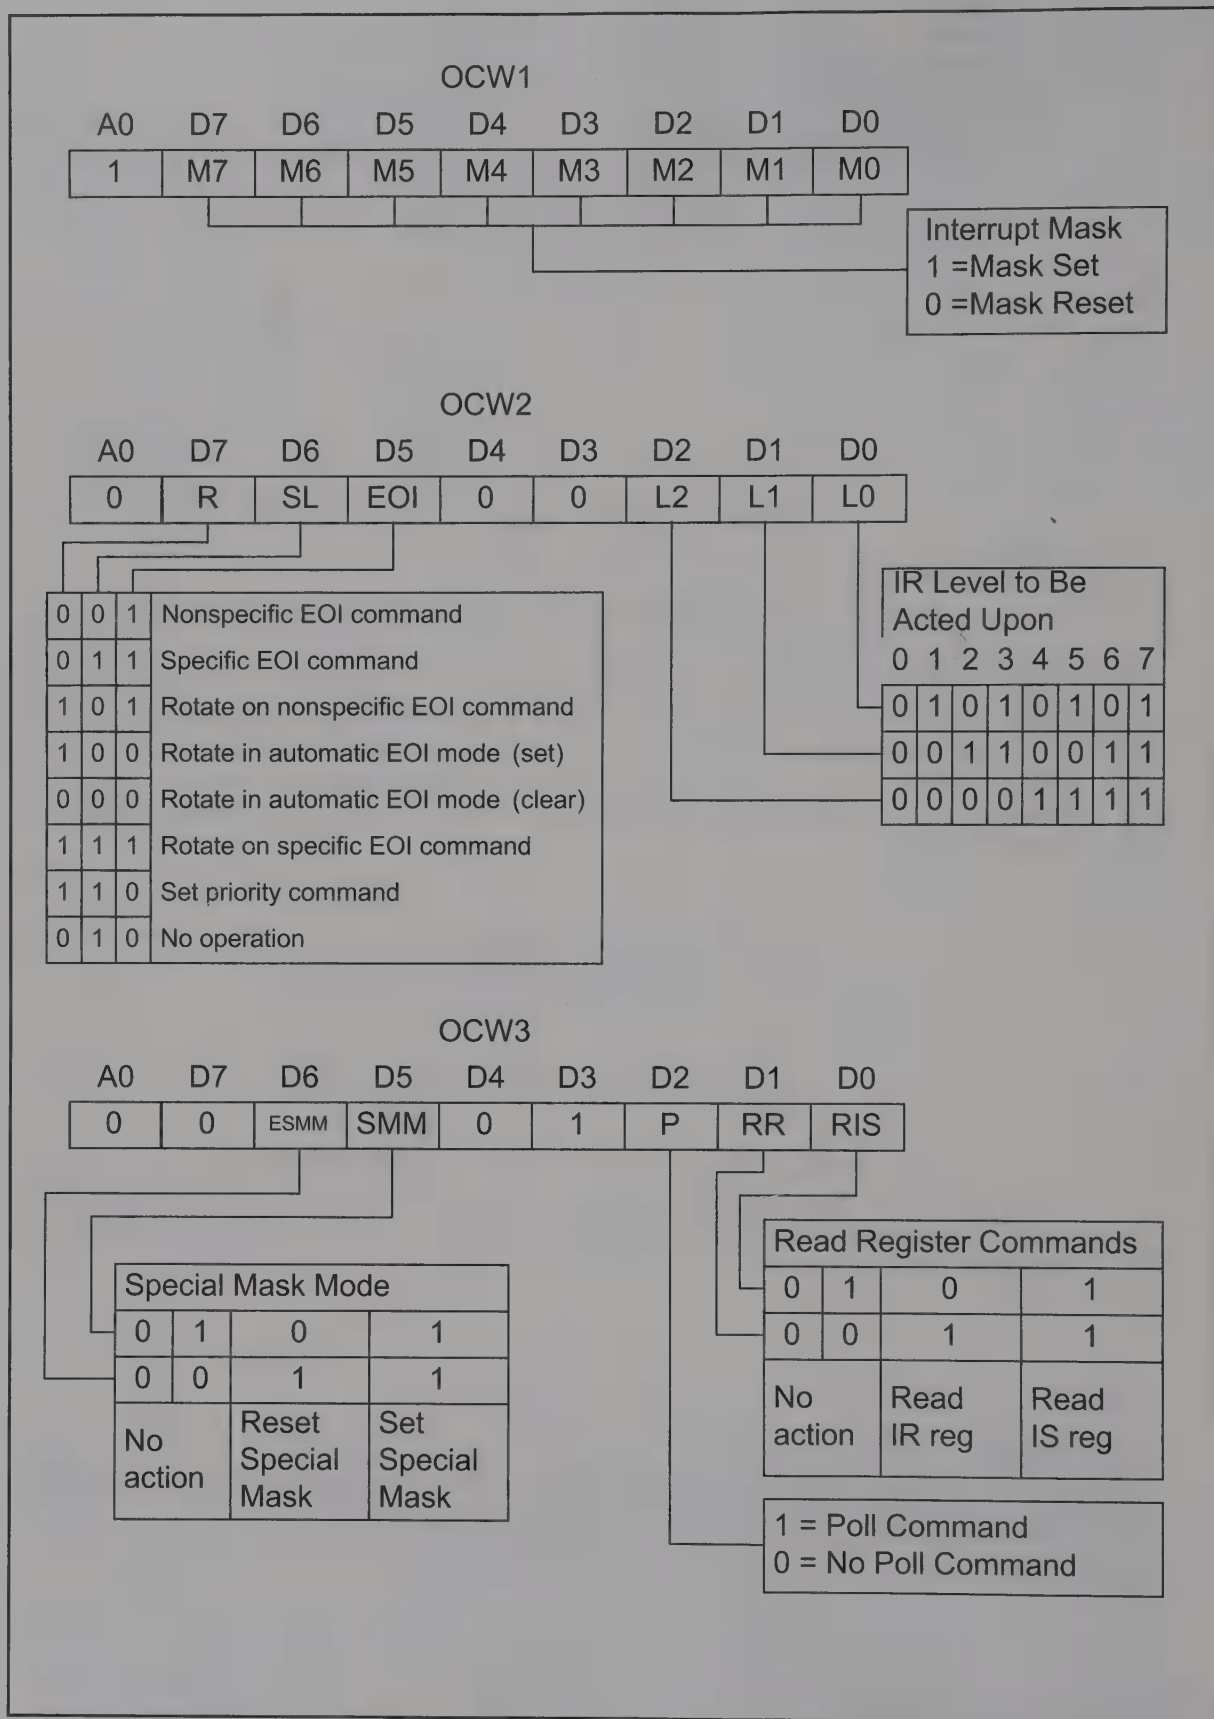 OCW1
A0 D7 D6 D5 D4 D3 D2 D1 D0
1 M7 M6 M5 M4 M3 M2 M1 M0
Interrupt Mask
1 =Mask Set
0 =Mask Reset
OCW2
A0 D7 D6 D5 D4 D3 D2 D1 D0
0 R SL EOI 0 0 L2 L1 L0
0 0 1 Nonspecific EOI command
0 1 1 Specific EOI command
1 0 1 Rotate on nonspecific EOI command
1 0 0 Rotate in automatic EOI mode (set)
0 0 0 Rotate in automatic EOI mode (clear)
1 1 1 Rotate on specific EOI command
1 1 0 Set priority command
0 1 0 No operation
IR Level to Be
Acted Upon
0 1 2 3 4 5 6 7
0 1 0 1 0 1 0 1
0 0 1 1 0 0 1 1
0 0 0 0 1 1 1 1
OCW3
A0 D7 D6 D5 D4 D3 D2 D1 D0
0 0 ESMM SMM 0 1 P RR RIS
Special Mask Mode
0 1 0 1
0 0 1 1
No
action
Reset
Special
Mask
Set
Special
Mask
Read Register Commands
0 1 0 1
0 0 1 1
No
action
Read
IR reg
Read
IS reg
1 = Poll Command
0 = No Poll Command